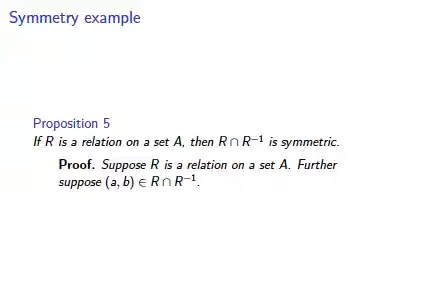 Symmetry example
Proposition 5
If R is a relation on a set A, then R ∩ R⁻¹ is symmetric.
Proof. Suppose R is a relation on a set A. Further
suppose (a, b) ∈ R ∩ R⁻¹.